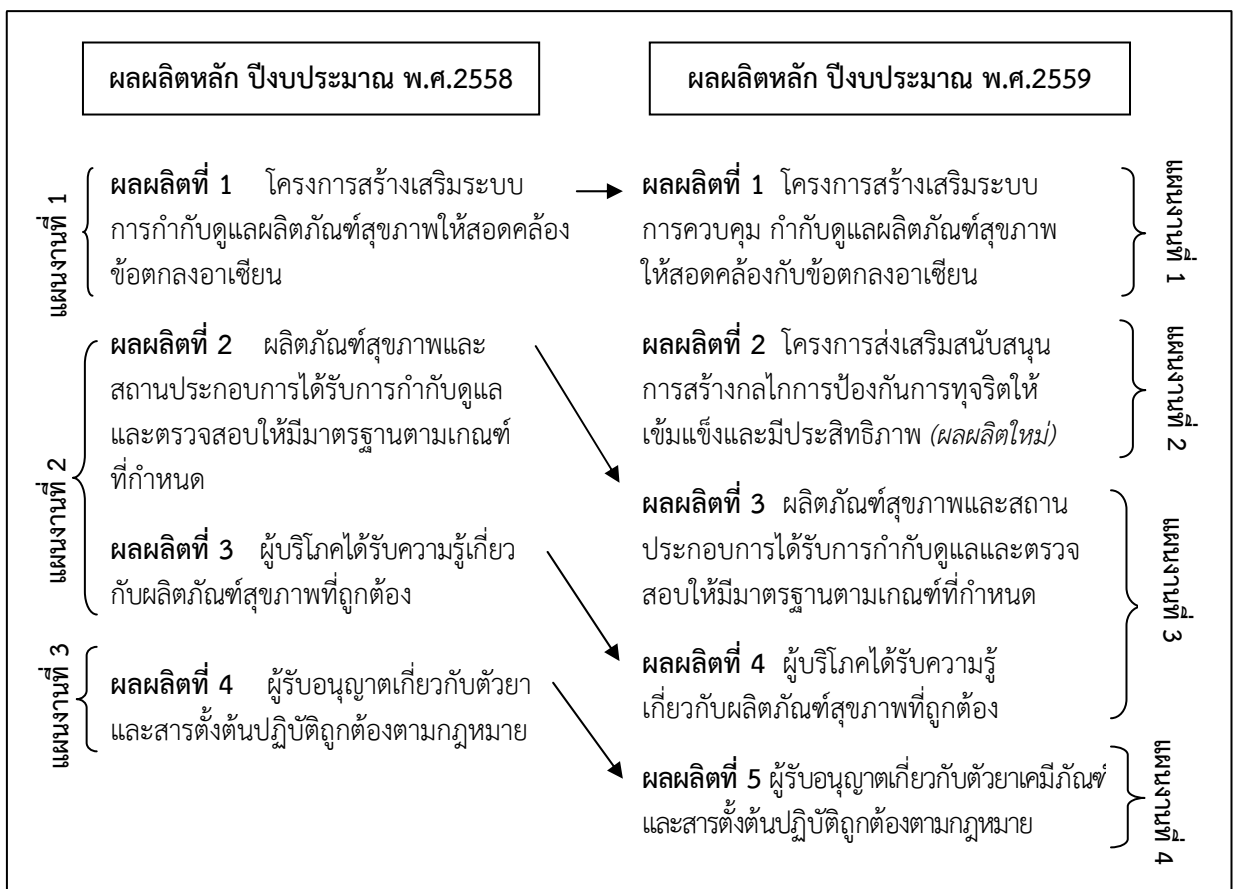 ผลผลิตหลัก ปีงบประมาณ พ.ศ.2558
แผนงานที่ 1
ผลผลิตที่ 1 โครงการสร้างเสริมระบบ
การกำกับดูแลผลิตภัณฑ์สุขภาพให้สอดคล้อง
ข้อตกลงอาเซียน
แผนงานที่ 2
ผลผลิตที่ 2 ผลิตภัณฑ์สุขภาพและ
สถานประกอบการได้รับการกำกับดูแล
และตรวจสอบให้มีมาตรฐานตามเกณฑ์
ที่กำหนด
ผลผลิตที่ 3 ผู้บริโภคได้รับความรู้เกี่ยว
กับผลิตภัณฑ์สุขภาพที่ถูกต้อง
แผนงานที่ 3
ผลผลิตที่ 4 ผู้รับอนุญาตเกี่ยวกับตัวยา
และสารตั้งต้นปฏิบัติถูกต้องตามกฎหมาย
ผลผลิตหลัก ปีงบประมาณ พ.ศ.2559
ผลผลิตที่ 1 โครงการสร้างเสริมระบบ
การควบคุม กำกับดูแลผลิตภัณฑ์สุขภาพ
ให้สอดคล้องกับข้อตกลงอาเซียน
แผนงานที่ 1
ผลผลิตที่ 2 โครงการส่งเสริมสนับสนุน
การสร้างกลไกการป้องกันการทุจริตให้
เข้มแข็งและมีประสิทธิภาพ (ผลผลิตใหม่)
แผนงานที่ 2
ผลผลิตที่ 3 ผลิตภัณฑ์สุขภาพและสถาน
ประกอบการได้รับการกำกับดูแลและตรวจ
สอบให้มีมาตรฐานตามเกณฑ์ที่กำหนด
ผลผลิตที่ 4 ผู้บริโภคได้รับความรู้
เกี่ยวกับผลิตภัณฑ์สุขภาพที่ถูกต้อง
แผนงานที่ 3
ผลผลิตที่ 5 ผู้รับอนุญาตเกี่ยวกับตัวยาเคมีภัณฑ์
และสารตั้งต้นปฏิบัติถูกต้องตามกฎหมาย
แผนงานที่ 4